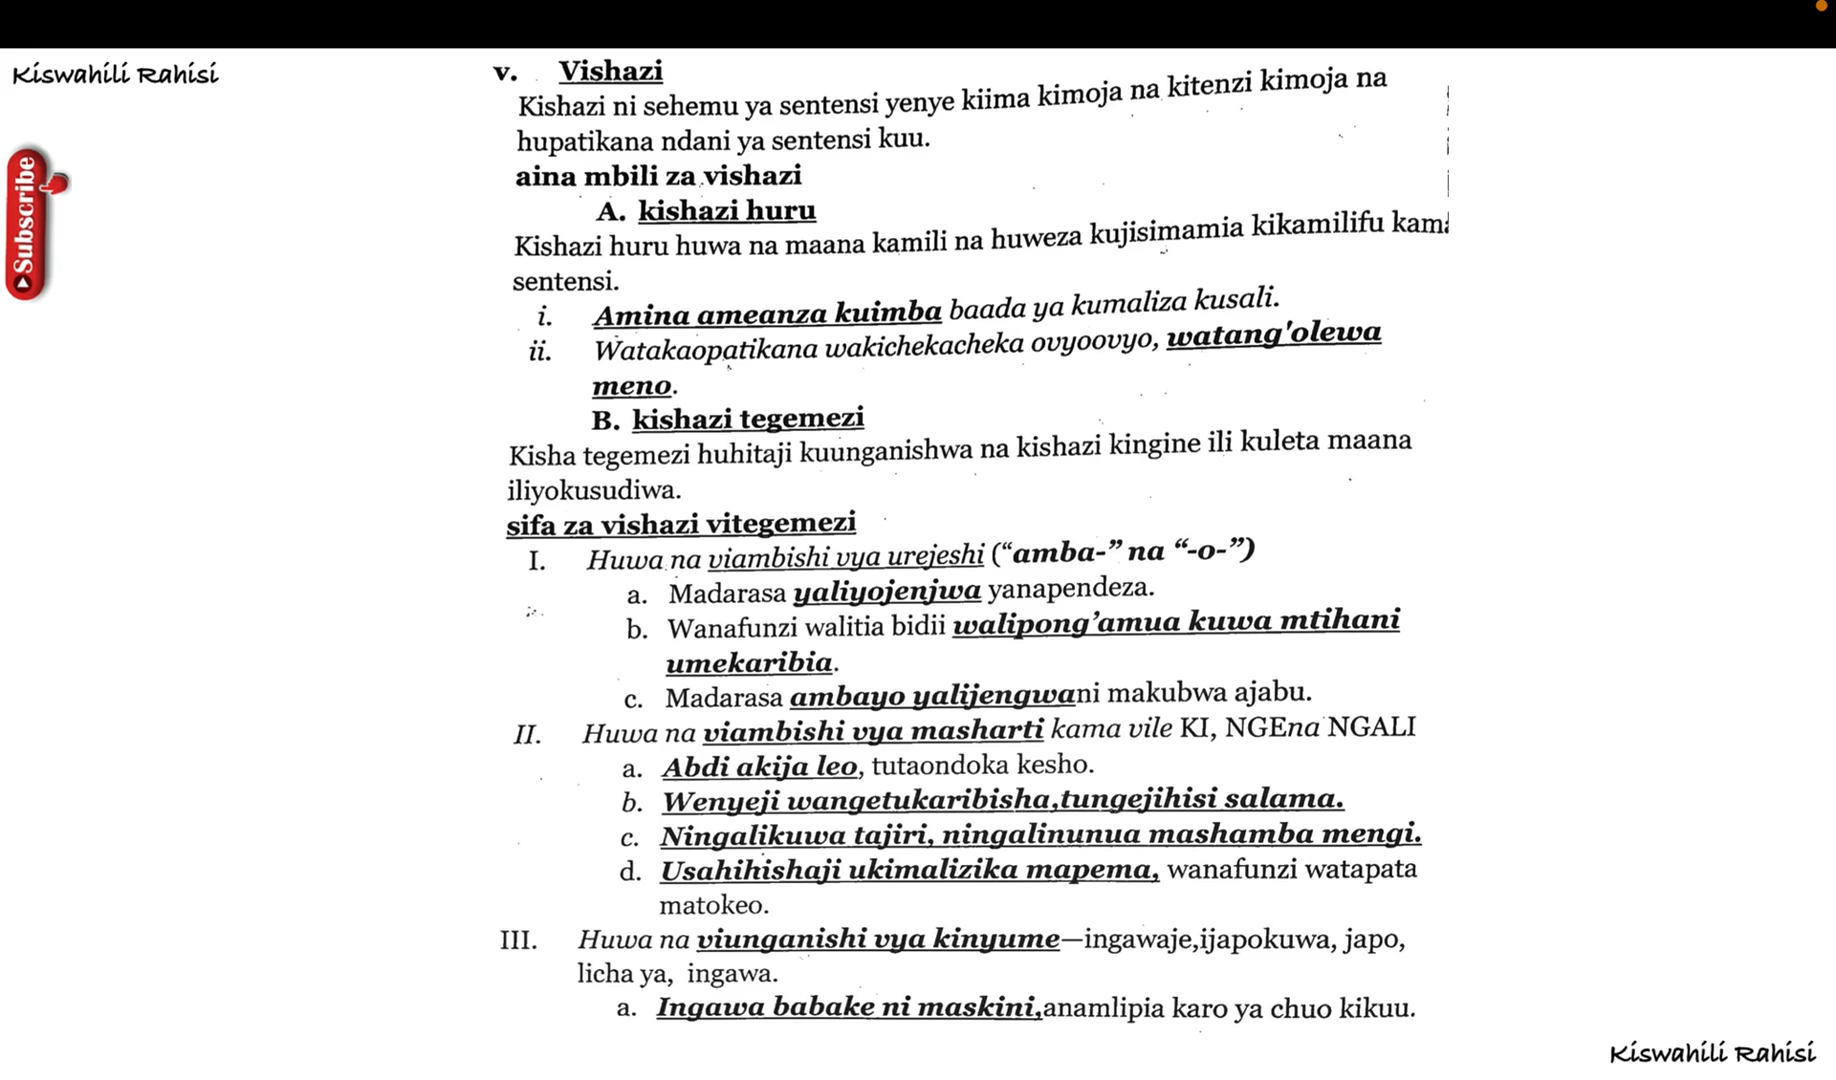 Kiswahili Rahisi
Subscribe
v. Vishazi
Kishazi ni sehemu ya sentensi yenye kiima kimoja na kitenzi kimoja na
hupatikana ndani ya sentensi kuu.
aina mbili za vishazi
A. kishazi huru
Kishazi huru huwa na maana kamili na huweza kujisimamia kikamilifu kama
sentensi.
i. Amina ameanza kuimba baada ya kumaliza kusali.
ii. Watakaopatikana wakichekacheka ovyoovyo, watang'olewa
meno.
B. kishazi tegemezi
Kisha tegemezi huhitaji kuunganishwa na kishazi kingine ili kuleta maana
iliyokusudiwa.
sifa za vishazi vitegemezi
I. Huwa na viambishi vya urejeshi (“amba-” na “-o-”)
a. Madarasa yaliyojenjwa yanapendeza.
b. Wanafunzi walitia bidii walipong’amua kuwa mtihani
umekaribia.
c. Madarasa ambayo yalijengwani makubwa ajabu.
II. Huwa na viambishi vya masharti kama vile KI, NGEna NGALI
a. Abdi akija leo, tutaondoka kesho.
b. Wenyeji wangetukaribisha,tungejihisi salama.
c. Ningalikuwa tajiri, ningalinunua mashamba mengi.
d. Usahihishaji ukimalizika mapema, wanafunzi watapata
matokeo.
III. Huwa na viunganishi vya kinyume—ingawaje,ijapokuwa, japo,
licha ya, ingawa.
a. Ingawa babake ni maskini,anamlipia karo ya chuo kikuu.
Kiswahili Rahisi